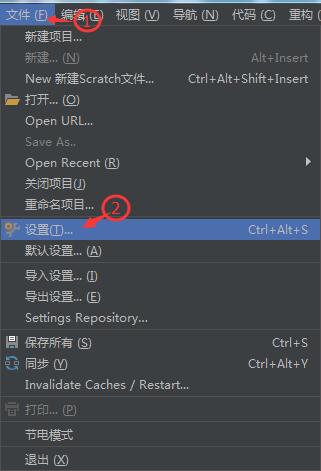 文件 (F) 编辑 (E) 视图 (V) 导航 (N) 代码 (C) 重构
1
新建项目...
新建... (N) Alt+Insert
New 新建Scratch文件... Ctrl+Alt+Shift+Insert
打开... (O)
Open URL...
Save As..
Open Recent (R)
关闭项目(J)
重命名项目...
2
设置(T)... Ctrl+Alt+S
默认设置... (A)
导入设置... (I)
导出设置... (E)
Settings Repository...
保存所有 (S) Ctrl+S
同步 (Y) Ctrl+Alt+Y
Invalidate Caches / Restart...
打印... (P)
节电模式
退出 (X)